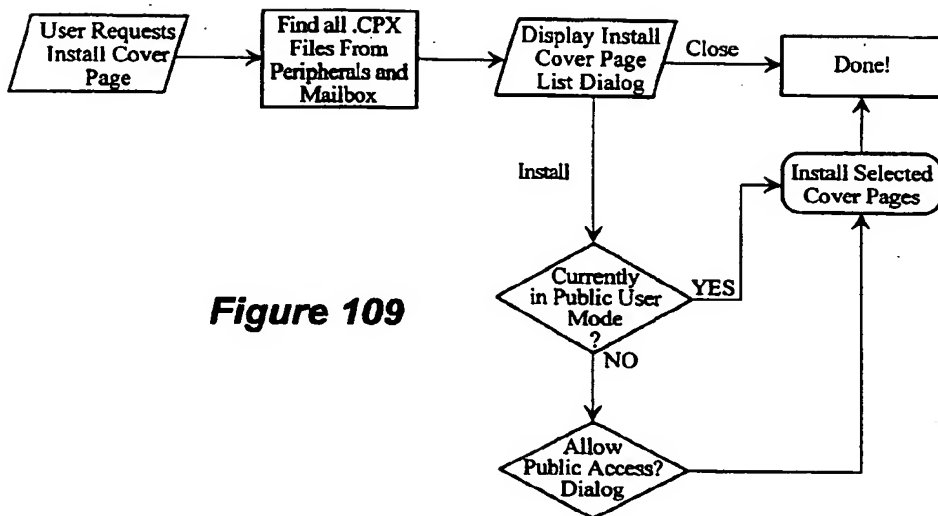 User Requests
Install Cover
Page
Find all .CPX
Files From
Peripherals and
Mailbox
Display Install
Cover Page
List Dialog
Close
Done!
Install
Install Selected
Cover Pages
Currently
in Public User
Mode
?
YES
NO
Figure 109
Allow
Public Access?
Dialog